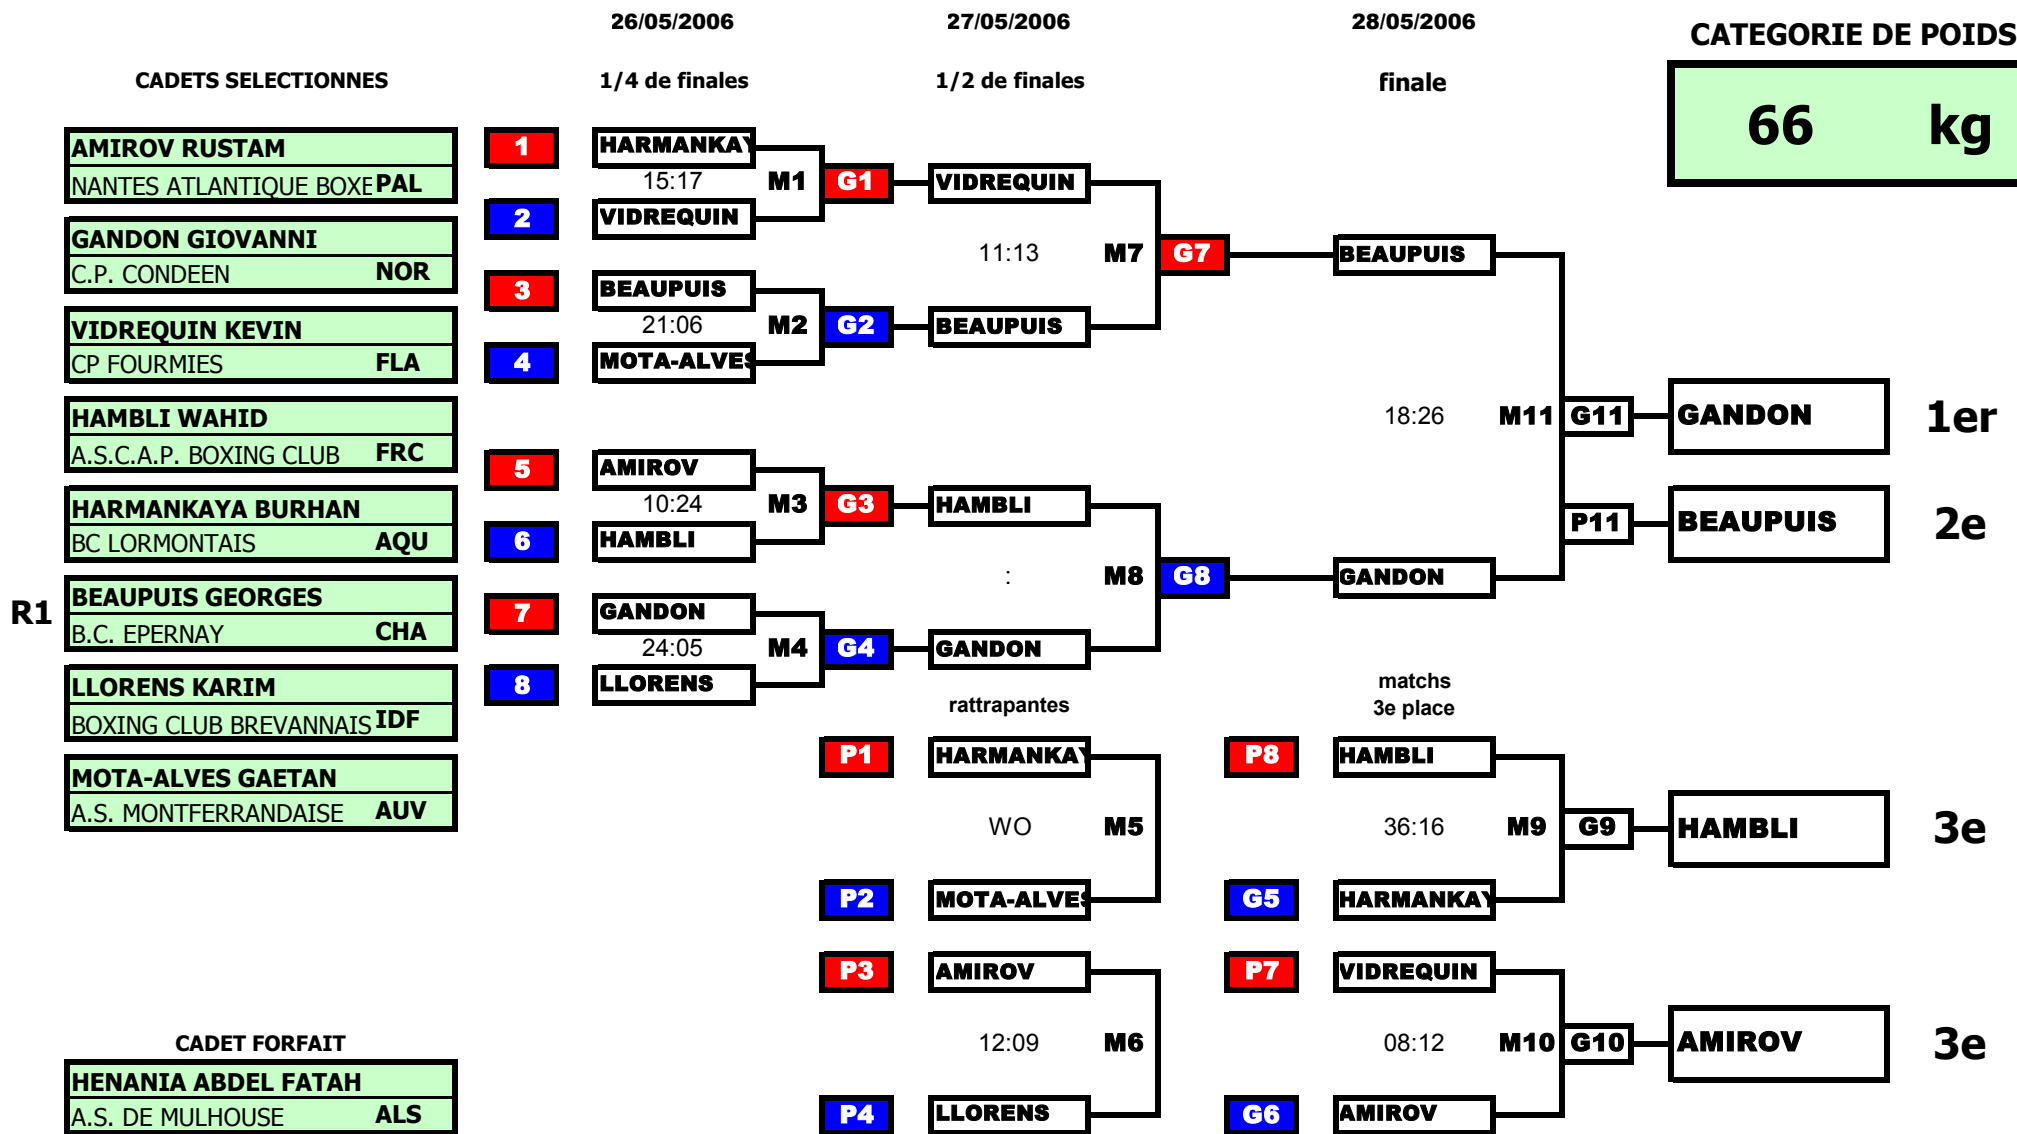 26/05/2006 27/05/2006 28/05/2006
CATEGORIE DE POIDS
CADETS SELECTIONNES 1/4 de finales 1/2 de finales finale
66 kg
AMIROV RUSTAM
NANTES ATLANTIQUE BOXE PAL
GANDON GIOVANNI
C.P. CONDEEN NOR
VIDREQUIN KEVIN
CP FOURMIES FLA
HAMBLI WAHID
A.S.C.A.P. BOXING CLUB FRC
HARMANKAYA BURHAN
BC LORMONTAIS AQU
R1
BEAUPUIS GEORGES
B.C. EPERNAY CHA
LLORENS KARIM
BOXING CLUB BREVANNAIS IDF
MOTA-ALVES GAETAN
A.S. MONTFERRANDAISE AUV
CADET FORFAIT
HENANIA ABDEL FATAH
A.S. DE MULHOUSE ALS
1 HARMANKAY
15:17 M1 G1
2 VIDREQUIN
3 BEAUPUIS
21:06 M2 G2
4 MOTA-ALVES
5 AMIROV
10:24 M3 G3
6 HAMBLI
7 GANDON
24:05 M4 G4
8 LLORENS
VIDREQUIN
11:13 M7 G7
BEAUPUIS
HAMBLI
: M8 G8
GANDON
rattrapantes
P1 HARMANKAY
WO M5
P2 MOTA-ALVES
P3 AMIROV
12:09 M6
P4 LLORENS
BEAUPUIS
18:26 M11 G11 GANDON 1er
P11 BEAUPUIS 2e
GANDON
matchs
3e place
P8 HAMBLI
36:16 M9 G9 HAMBLI 3e
G5 HARMANKAY
P7 VIDREQUIN
08:12 M10 G10 AMIROV 3e
G6 AMIROV